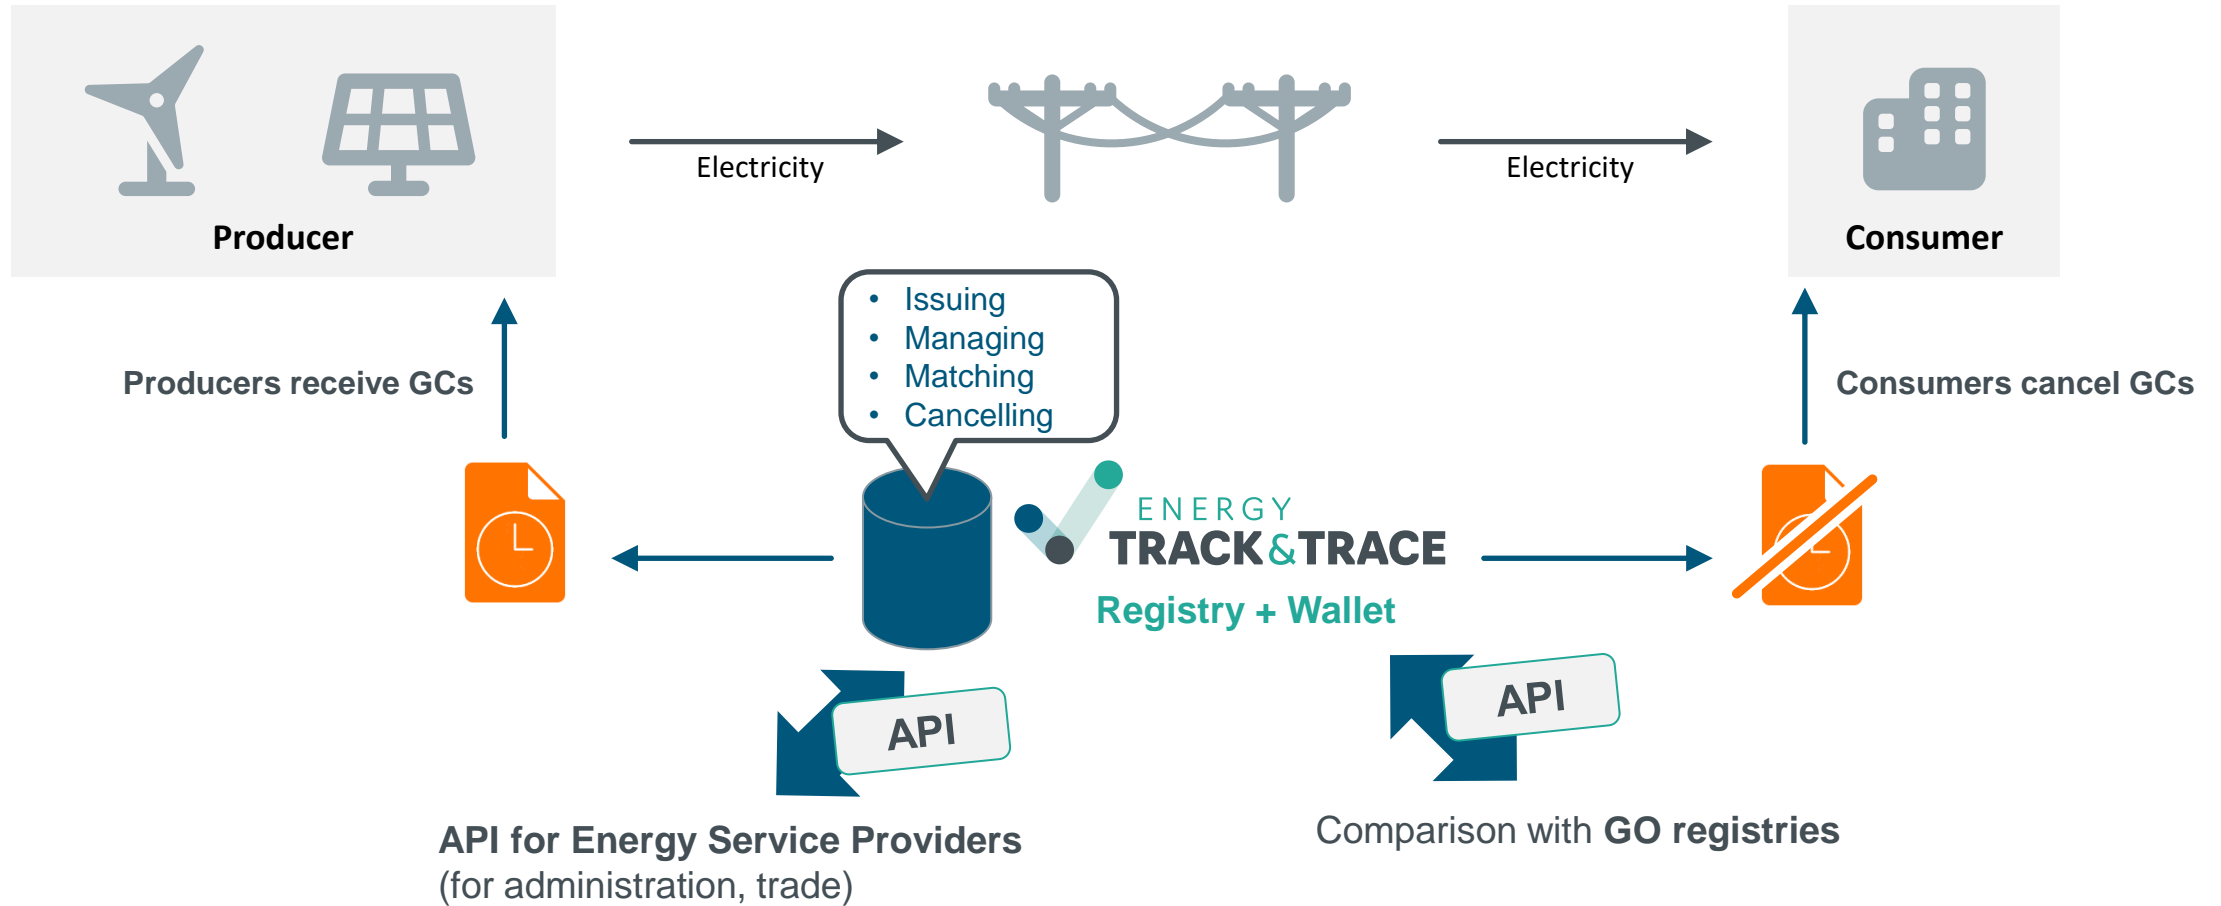 Electricity
Electricity
Producer
Consumer
• Issuing
• Managing
• Matching
• Cancelling
Producers receive GCs
Consumers cancel GCs
ENERGY
TRACK&TRACE
Registry + Wallet
API
API
API for Energy Service Providers
(for administration, trade)
Comparison with GO registries